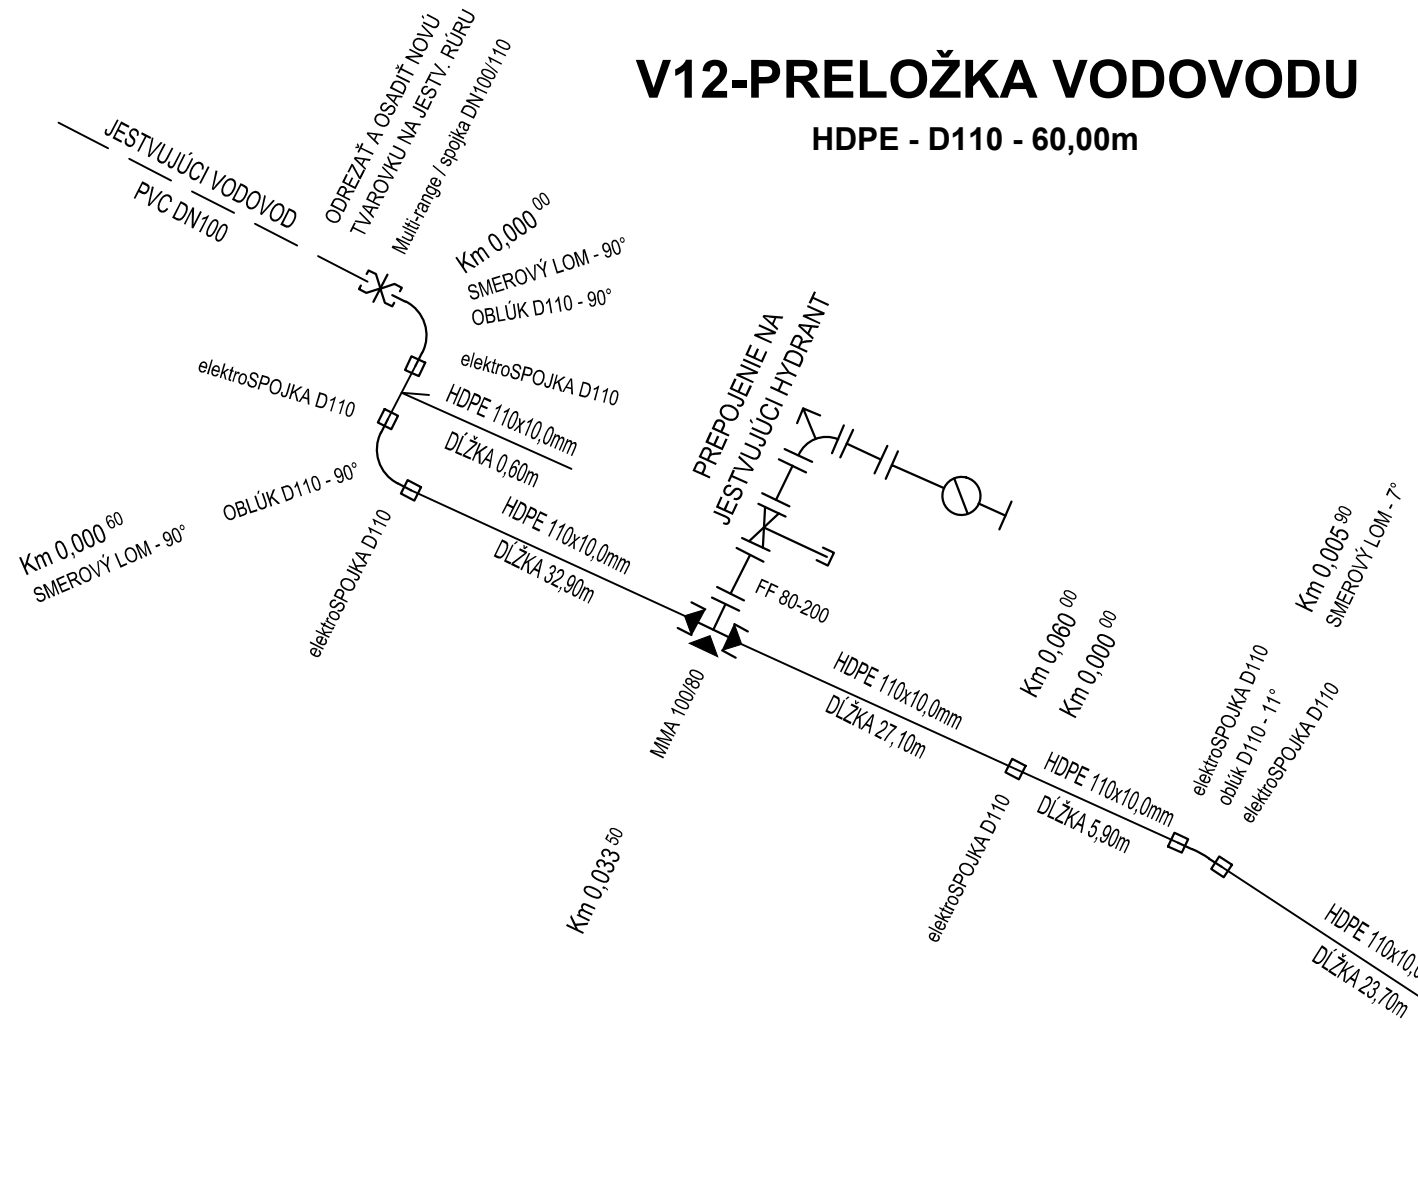 V12-PRELOŽKA VODOVODU
HDPE - D110 - 60,00m
JESTVUJÚCI VODOVOD
PVC DN100
ODREZAŤ A OSADIŤ NOVÚ
TVAROVKU NA JESTV. RÚRU
Multi-range / spojka DN100/110
Km 0,000 00
SMEROVÝ LOM - 90°
OBLÚK D110 - 90°
elektroSPOJKA D110
elektroSPOJKA D110
HDPE 110x10,0mm
DĹŽKA 0,60m
OBLÚK D110 - 90°
Km 0,000 60
SMEROVÝ LOM - 90°
elektroSPOJKA D110
HDPE 110x10,0mm
DĹŽKA 32,90m
PREPOJENIE NA
JESTVUJÚCI HYDRANT
FF 80-200
MMA 100/80
Km 0,033 50
HDPE 110x10,0mm
DĹŽKA 27,10m
Km 0,060 00
Km 0,000 00
elektroSPOJKA D110
HDPE 110x10,0mm
DĹŽKA 5,90m
Km 0,005 90
SMEROVÝ LOM - 7°
elektroSPOJKA D110
oblúk D110 - 11°
elektroSPOJKA D110
HDPE 110x10,0
DĹŽKA 23,70m